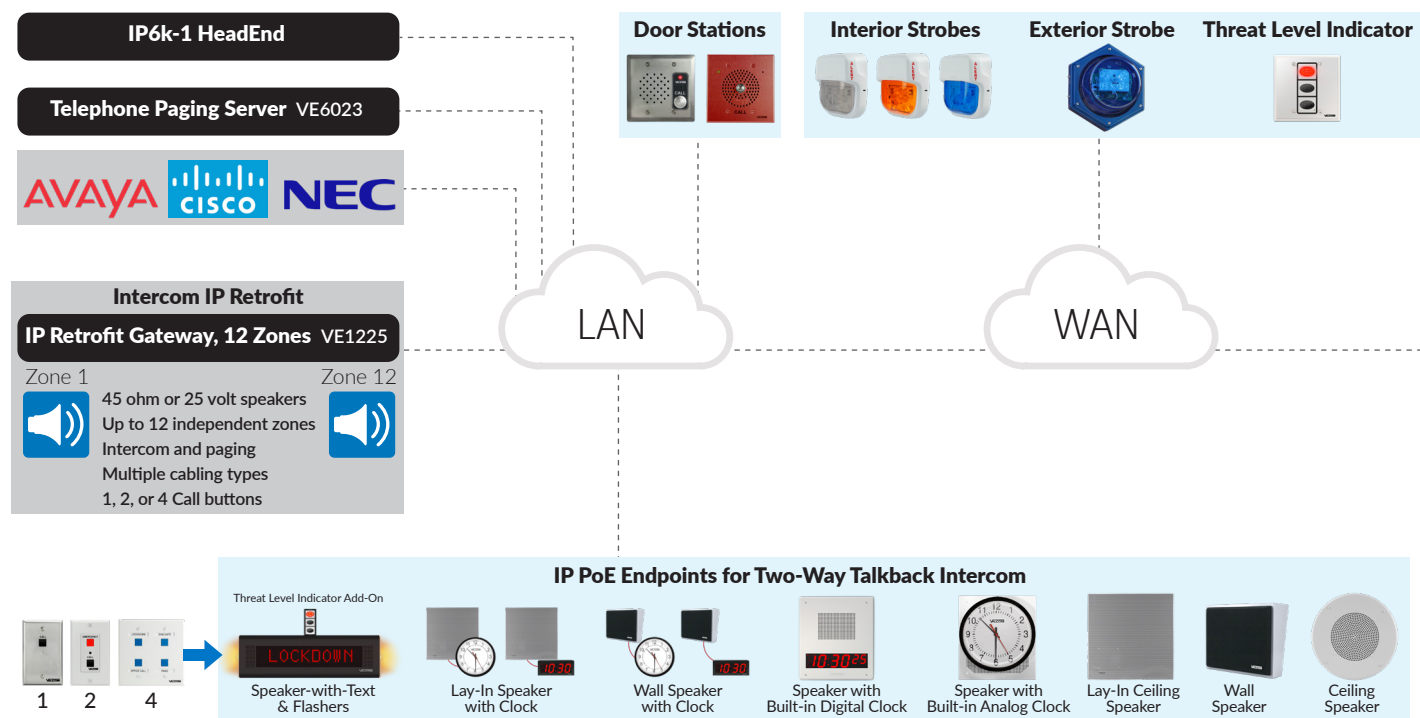 IP6k-1 HeadEnd
Telephone Paging Server VE6023
AVAYA
CISCO
NEC
Door Stations
CALL
CALL
Interior Strobes
Exterior Strobe
Threat Level Indicator
LAN
WAN
Intercom IP Retrofit
IP Retrofit Gateway, 12 Zones VE1225
Zone 1
Zone 12
45 ohm or 25 volt speakers
Up to 12 independent zones
Intercom and paging
Multiple cabling types
1, 2, or 4 Call buttons
IP PoE Endpoints for Two-Way Talkback Intercom
1
2
4
Threat Level Indicator Add-On
LOCKDOWN
Speaker-with-Text
& Flashers
10:30
Lay-In Speaker
with Clock
10:30
Wall Speaker
with Clock
10:30 25
Speaker with
Built-in Digital Clock
Speaker with
Built-in Analog Clock
Lay-In Ceiling
Speaker
Wall
Speaker
Ceiling
Speaker